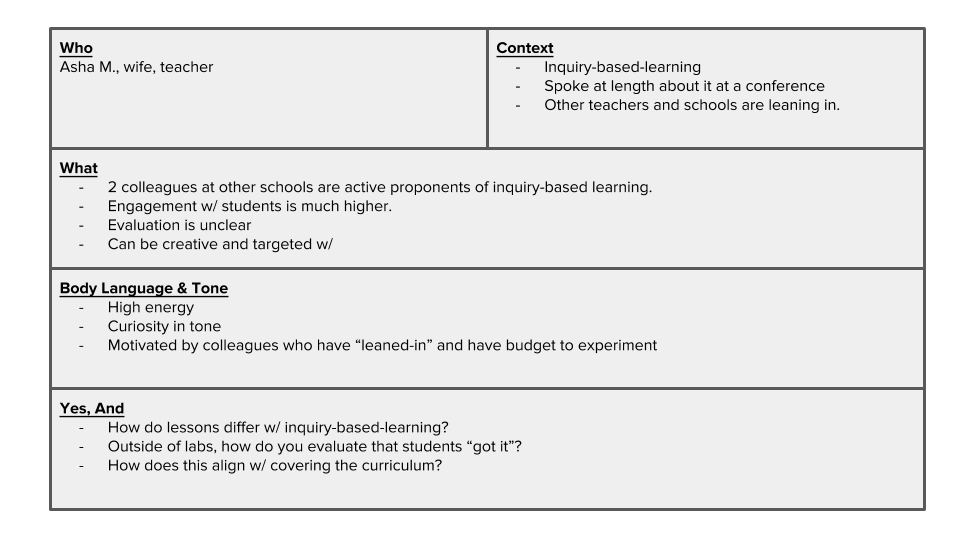 Who
Asha M., wife, teacher
Context
- Inquiry-based-learning
- Spoke at length about it at a conference
- Other teachers and schools are leaning in.
What
- 2 colleagues at other schools are active proponents of inquiry-based learning.
- Engagement w/ students is much higher.
- Evaluation is unclear
- Can be creative and targeted w/
Body Language & Tone
- High energy
- Curiosity in tone
- Motivated by colleagues who have “leaned-in” and have budget to experiment
Yes, And
- How do lessons differ w/ inquiry-based-learning?
- Outside of labs, how do you evaluate that students “got it”?
- How does this align w/ covering the curriculum?